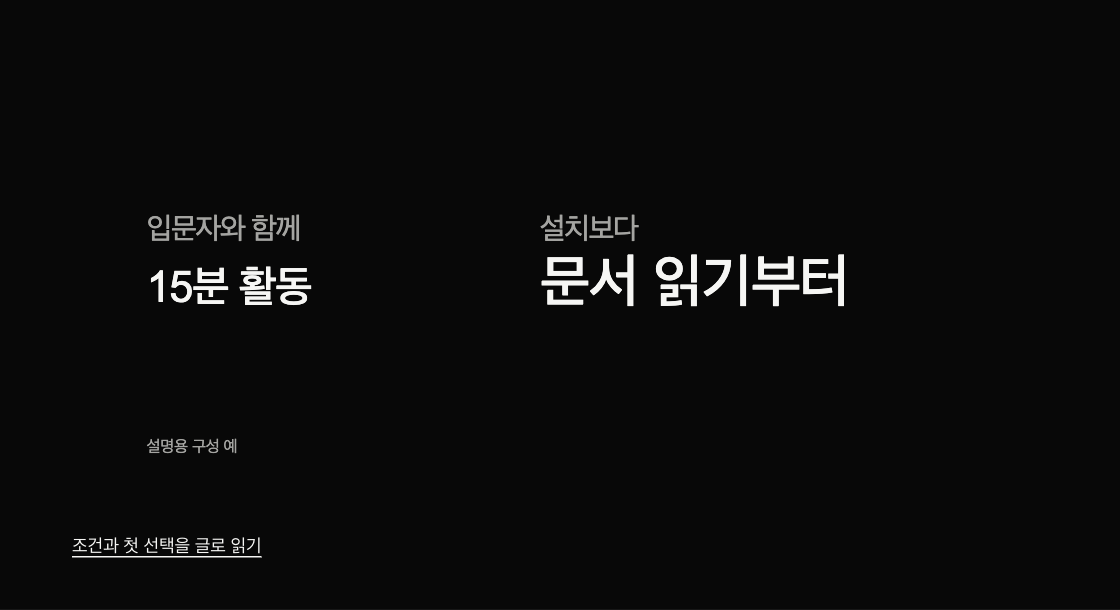 입문자와 함께
15분 활동
설치보다
문서 읽기부터
설명용 구성 예
조건과 첫 선택을 글로 읽기